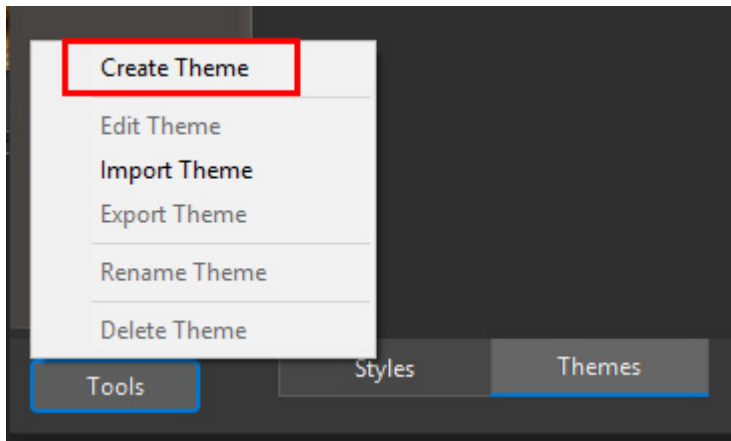 Create Theme
Edit Theme
Import Theme
Export Theme
Rename Theme
Delete Theme
Tools
Styles
Themes